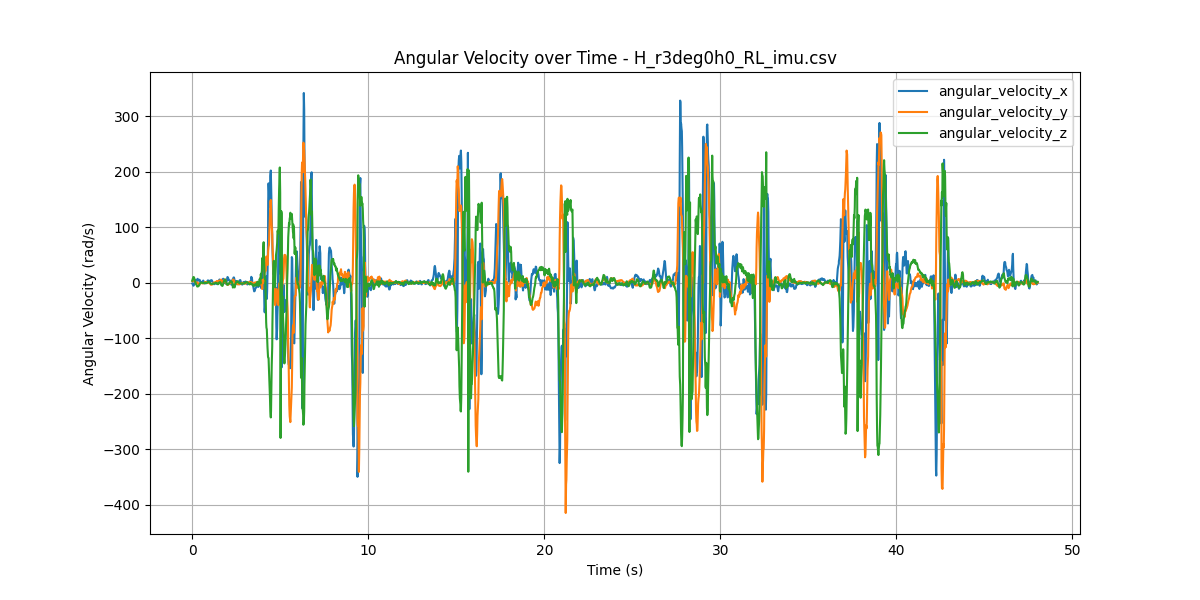 Angular Velocity over Time - H_r3deg0h0_RL_imu.csv
angular_velocity_x
angular_velocity_y
angular_velocity_z
Angular Velocity (rad/s)
300
200
100
0
−100
−200
−300
−400
0 10 20 30 40 50
Time (s)